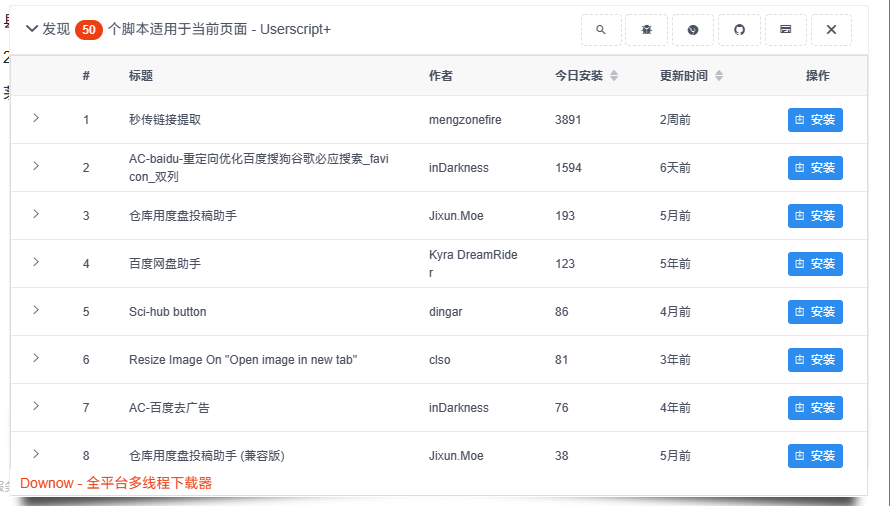 发现 50 个脚本适用于当前页面 - Userscript+
# 标题 作者 今日安装 更新时间 操作
1 秒传链接提取 mengzonefire 3891 2周前 安装
2 AC-baidu-重定向优化百度搜狗谷歌必应搜索_favi
con_双列 inDarkness 1594 6天前 安装
3 仓库用度盘投稿助手 Jixun.Moe 193 5月前 安装
4 百度网盘助手 Kyra DreamRide
r 123 5年前 安装
5 Sci-hub button dingar 86 4月前 安装
6 Resize Image On "Open image in new tab" clso 81 3年前 安装
7 AC-百度去广告 inDarkness 76 4年前 安装
8 仓库用度盘投稿助手 (兼容版) Jixun.Moe 38 5月前 安装
Downow - 全平台多线程下载器